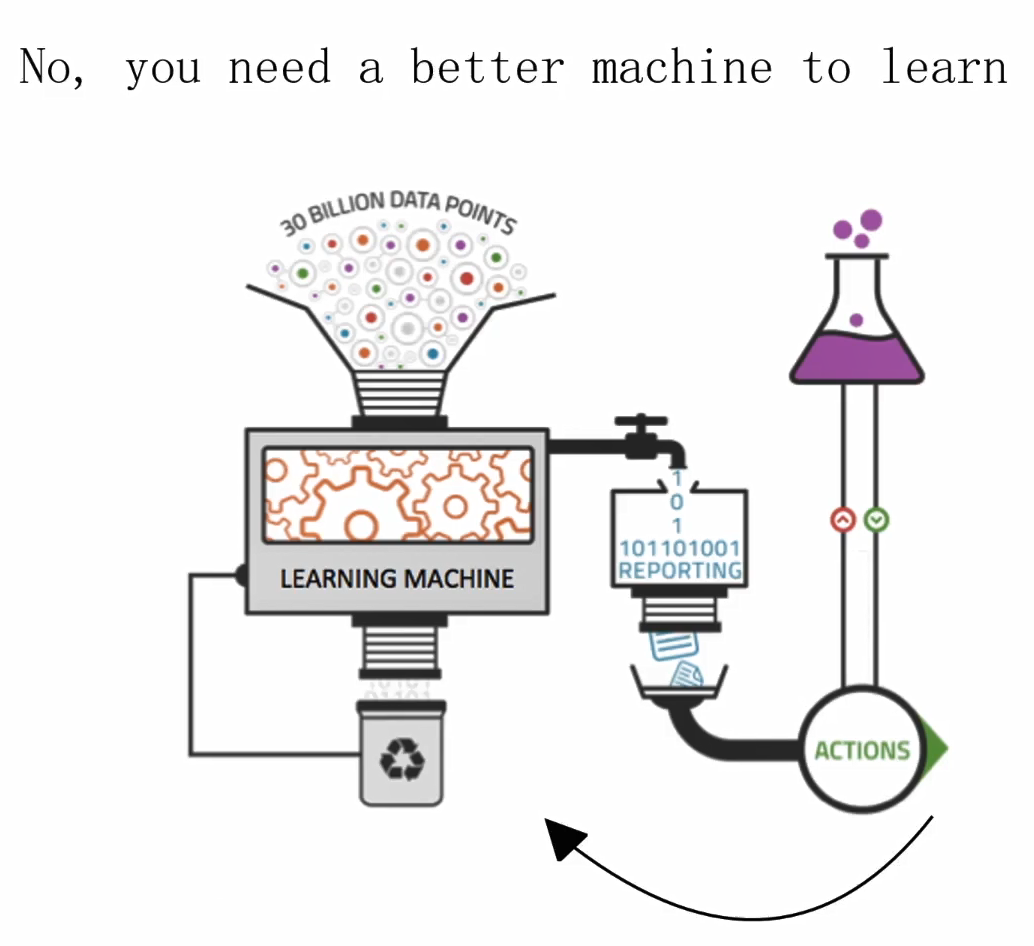 No, you need a better machine to learn
30 BILLION DATA POINTS
1
0
1
101101001
REPORTING
LEARNING MACHINE
01101
ACTIONS